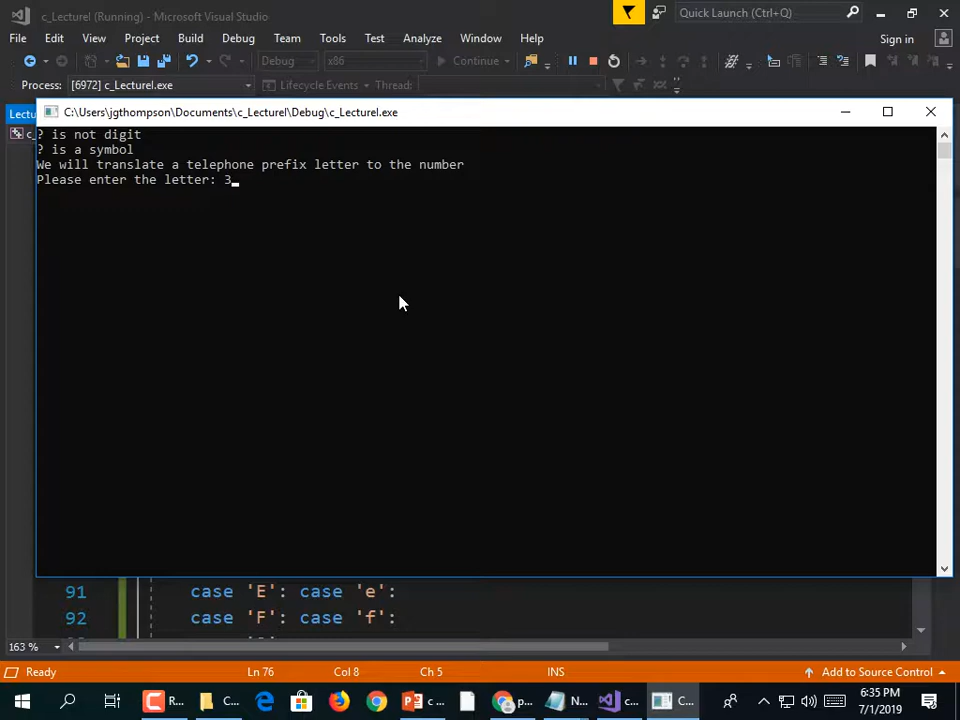 c_Lecturel (Running) - Microsoft Visual Studio
Quick Launch (Ctrl+Q)
File Edit View Project Build Debug Team Tools Test Analyze Window Help Sign in
Debug x86 Continue
Process: [6972] c_Lecturel.exe Lifecycle Events Thread:
C:\Users\jgthompson\Documents\c_Lecturel\Debug\c_Lecturel.exe
? is not digit
? is a symbol
We will translate a telephone prefix letter to the number
Please enter the letter: 3
91 case 'E': case 'e':
92 case 'F': case 'f':
163 %
Ready Ln 76 Col 8 Ch 5 INS Add to Source Control
R... C... c ... p... N... c... C... 6:35 PM
7/1/2019